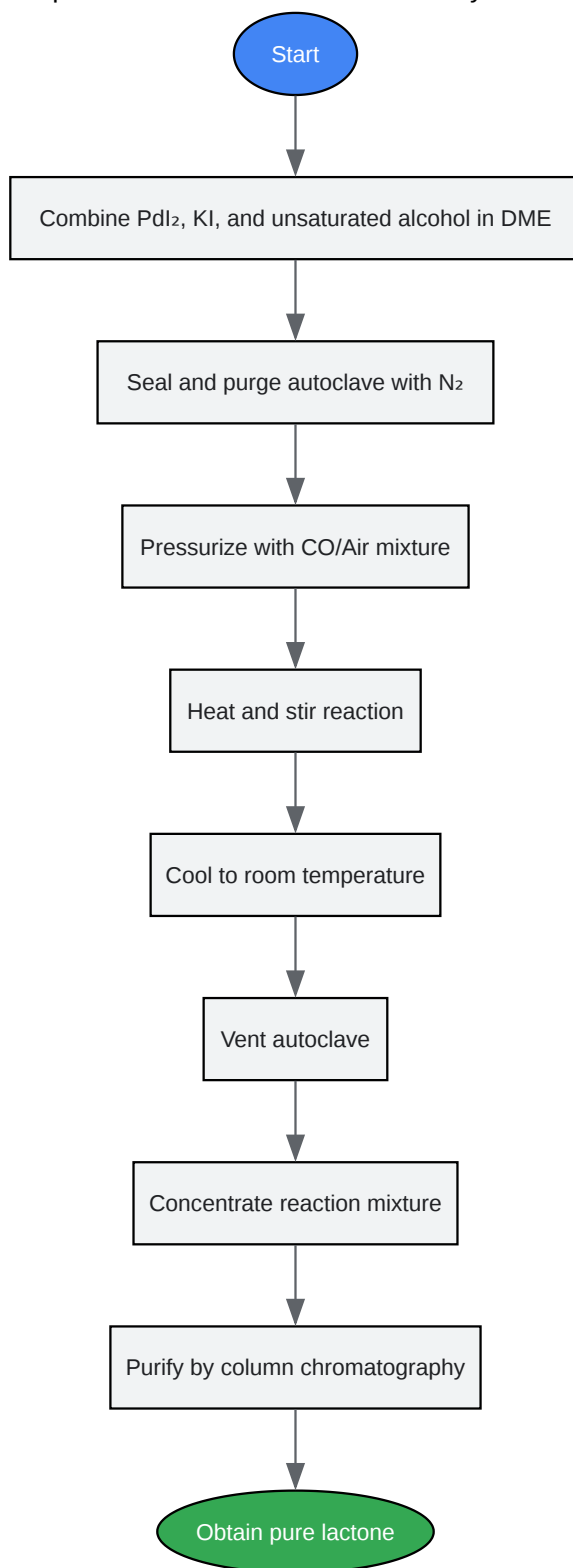 Start
Combine PdI₂, KI, and unsaturated alcohol in DME
Seal and purge autoclave with N₂
Pressurize with CO/Air mixture
Heat and stir reaction
Cool to room temperature
Vent autoclave
Concentrate reaction mixture
Purify by column chromatography
Obtain pure lactone